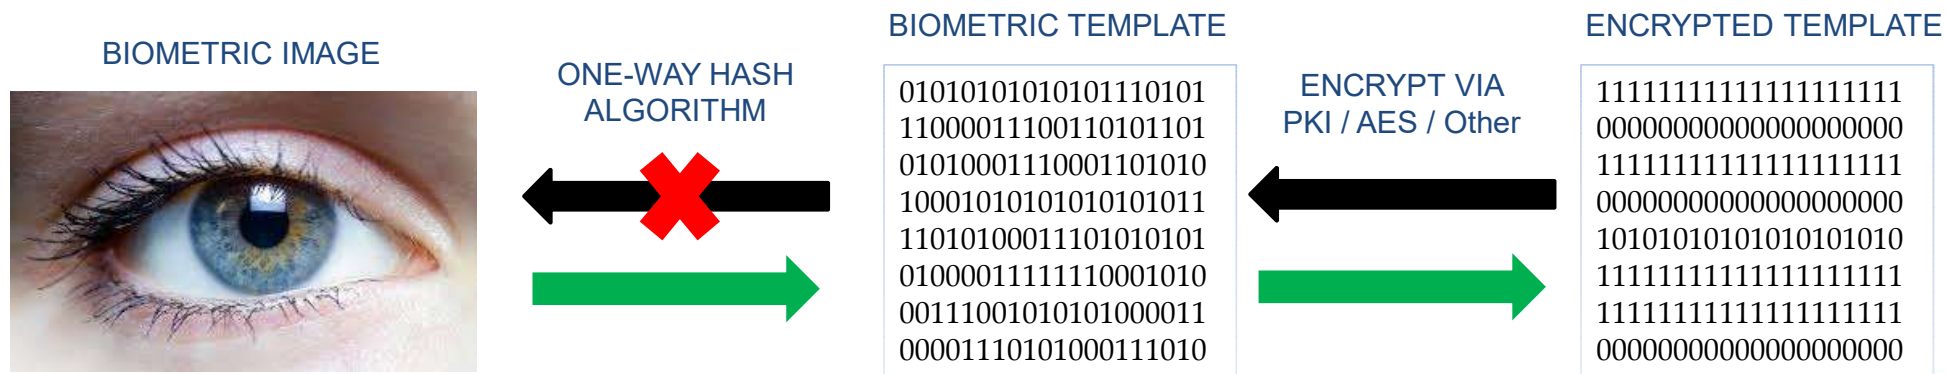 BIOMETRIC IMAGE
ONE-WAY HASH
ALGORITHM
BIOMETRIC TEMPLATE
01010101010101110101
11000011100110101101
01010001110001101010
10001010101010101011
11010100011101010101
01000011111110001010
00111001010101000011
00001110101000111010
ENCRYPT VIA
PKI / AES / Other
ENCRYPTED TEMPLATE
11111111111111111111
00000000000000000000
11111111111111111111
00000000000000000000
10101010101010101010
11111111111111111111
11111111111111111111
00000000000000000000